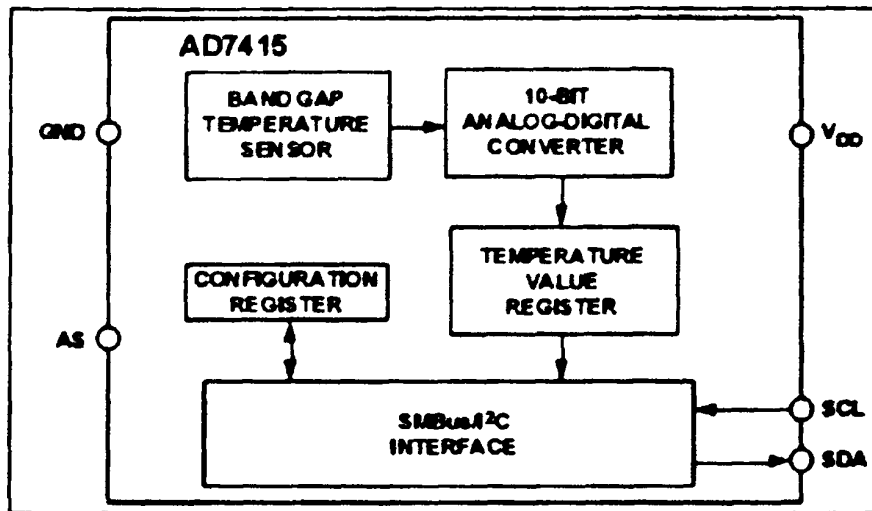 AD7415
BAND GAP
TEMPERATURE
SENSOR
10-BIT
ANALOG-DIGITAL
CONVERTER
GND
V_DD
TEMPERATURE
VALUE
REGISTER
CONFIGURATION
REGISTER
AS
SMBus/I²C
INTERFACE
SCL
SDA